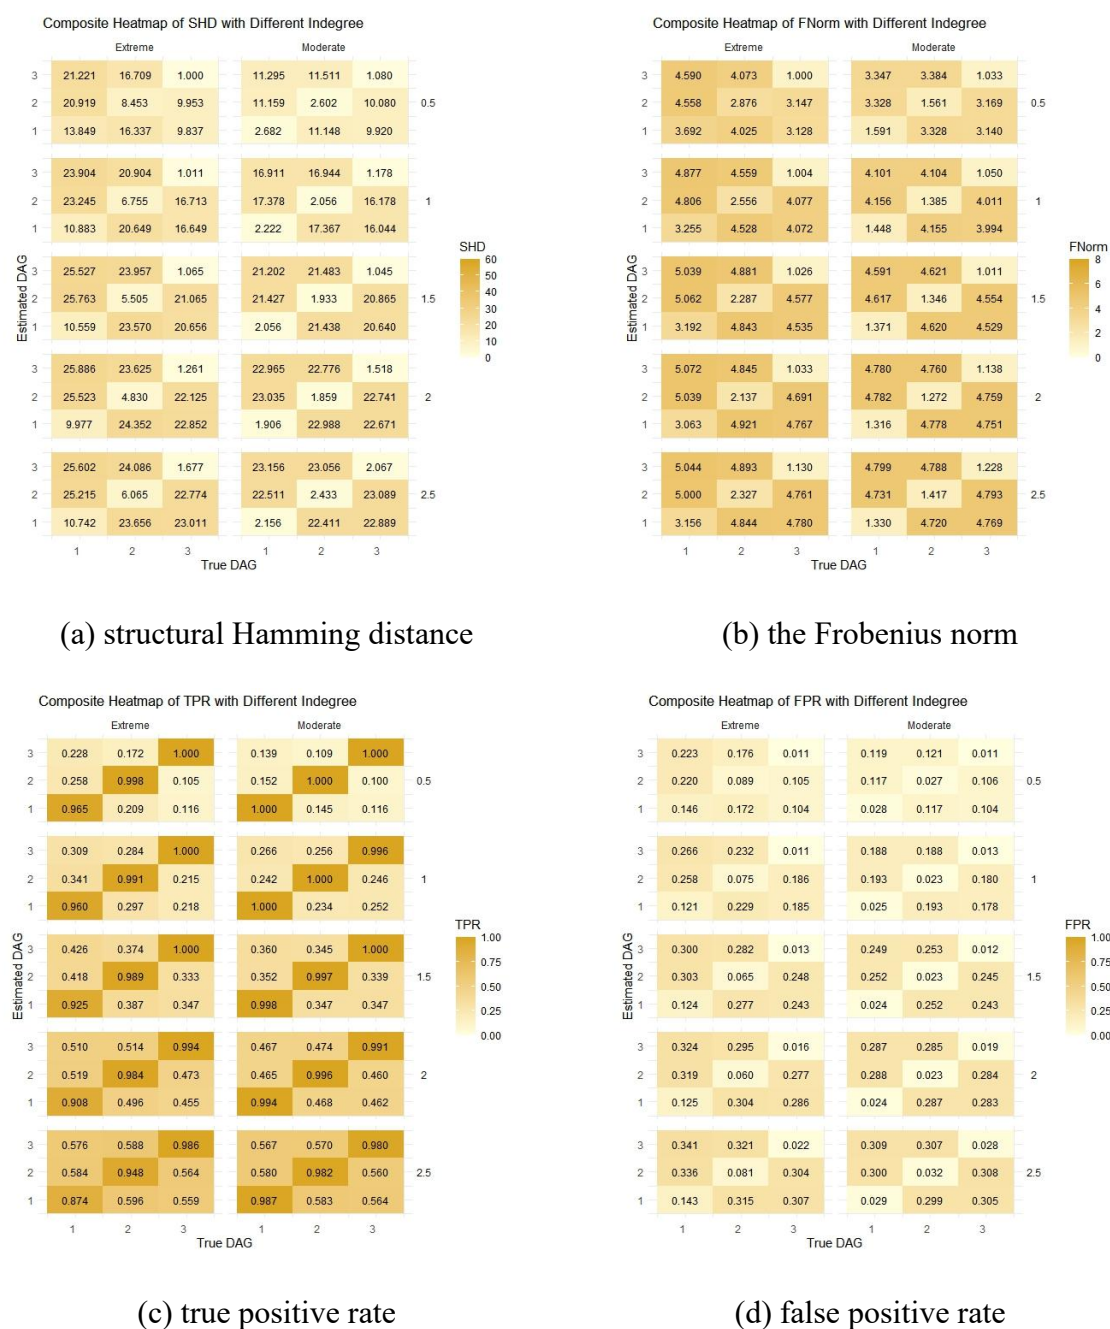 Composite Heatmap of SHD with Different Indegree
Extreme Moderate
3 21.221 16.709 1.000 11.295 11.511 1.080
2 20.919 8.453 9.953 11.159 2.602 10.080 0.5
1 13.849 16.337 9.837 2.682 11.148 9.920
3 23.904 20.904 1.011 16.911 16.944 1.178
2 23.245 6.755 16.713 17.378 2.056 16.178 1
1 10.883 20.649 16.649 2.222 17.367 16.044
3 25.527 23.957 1.065 21.202 21.483 1.045
2 25.763 5.505 21.065 21.427 1.933 20.865 1.5
1 10.559 23.570 20.656 2.056 21.438 20.640
3 25.886 23.625 1.261 22.965 22.776 1.518
2 25.523 4.830 22.125 23.035 1.859 22.741 2
1 9.977 24.352 22.852 1.906 22.988 22.671
3 25.602 24.086 1.677 23.156 23.056 2.067
2 25.215 6.065 22.774 22.511 2.433 23.089 2.5
1 10.742 23.656 23.011 2.156 22.411 22.889
1 2 3 1 2 3
True DAG
Estimated DAG
SHD
60
50
40
30
20
10
0
(a) structural Hamming distance
Composite Heatmap of FNorm with Different Indegree
Extreme Moderate
3 4.590 4.073 1.000 3.347 3.384 1.033
2 4.558 2.876 3.147 3.328 1.561 3.169 0.5
1 3.692 4.025 3.128 1.591 3.328 3.140
3 4.877 4.559 1.004 4.101 4.104 1.050
2 4.806 2.556 4.077 4.156 1.385 4.011 1
1 3.255 4.528 4.072 1.448 4.155 3.994
3 5.039 4.881 1.026 4.591 4.621 1.011
2 5.062 2.287 4.577 4.617 1.346 4.554 1.5
1 3.192 4.843 4.535 1.371 4.620 4.529
3 5.072 4.845 1.033 4.780 4.760 1.138
2 5.039 2.137 4.691 4.782 1.272 4.759 2
1 3.063 4.921 4.767 1.316 4.778 4.751
3 5.044 4.893 1.130 4.799 4.788 1.228
2 5.000 2.327 4.761 4.731 1.417 4.793 2.5
1 3.156 4.844 4.780 1.330 4.720 4.769
1 2 3 1 2 3
True DAG
Estimated DAG
FNorm
8
6
4
2
0
(b) the Frobenius norm
Composite Heatmap of TPR with Different Indegree
Extreme Moderate
3 0.228 0.172 1.000 0.139 0.109 1.000
2 0.258 0.998 0.105 0.152 1.000 0.100 0.5
1 0.965 0.209 0.116 1.000 0.145 0.116
3 0.309 0.284 1.000 0.266 0.256 0.996
2 0.341 0.991 0.215 0.242 1.000 0.246 1
1 0.960 0.297 0.218 1.000 0.234 0.252
3 0.426 0.374 1.000 0.360 0.345 1.000
2 0.418 0.989 0.333 0.352 0.997 0.339 1.5
1 0.925 0.387 0.347 0.998 0.347 0.347
3 0.510 0.514 0.994 0.467 0.474 0.991
2 0.519 0.984 0.473 0.465 0.996 0.460 2
1 0.908 0.496 0.455 0.994 0.468 0.462
3 0.576 0.588 0.986 0.567 0.570 0.980
2 0.584 0.948 0.564 0.580 0.982 0.560 2.5
1 0.874 0.596 0.559 0.987 0.583 0.564
1 2 3 1 2 3
True DAG
Estimated DAG
TPR
1.00
0.75
0.50
0.25
0.00
(c) true positive rate
Composite Heatmap of FPR with Different Indegree
Extreme Moderate
3 0.223 0.176 0.011 0.119 0.121 0.011
2 0.220 0.089 0.105 0.117 0.027 0.106 0.5
1 0.146 0.172 0.104 0.028 0.117 0.104
3 0.266 0.232 0.011 0.188 0.188 0.013
2 0.258 0.075 0.186 0.193 0.023 0.180 1
1 0.121 0.229 0.185 0.025 0.193 0.178
3 0.300 0.282 0.013 0.249 0.253 0.012
2 0.303 0.065 0.248 0.252 0.023 0.245 1.5
1 0.124 0.277 0.243 0.024 0.252 0.243
3 0.324 0.295 0.016 0.287 0.285 0.019
2 0.319 0.060 0.277 0.288 0.023 0.284 2
1 0.125 0.304 0.286 0.024 0.287 0.283
3 0.341 0.321 0.022 0.309 0.307 0.028
2 0.336 0.081 0.304 0.300 0.032 0.308 2.5
1 0.143 0.315 0.307 0.029 0.299 0.305
1 2 3 1 2 3
True DAG
Estimated DAG
FPR
1.00
0.75
0.50
0.25
0.00
(d) false positive rate